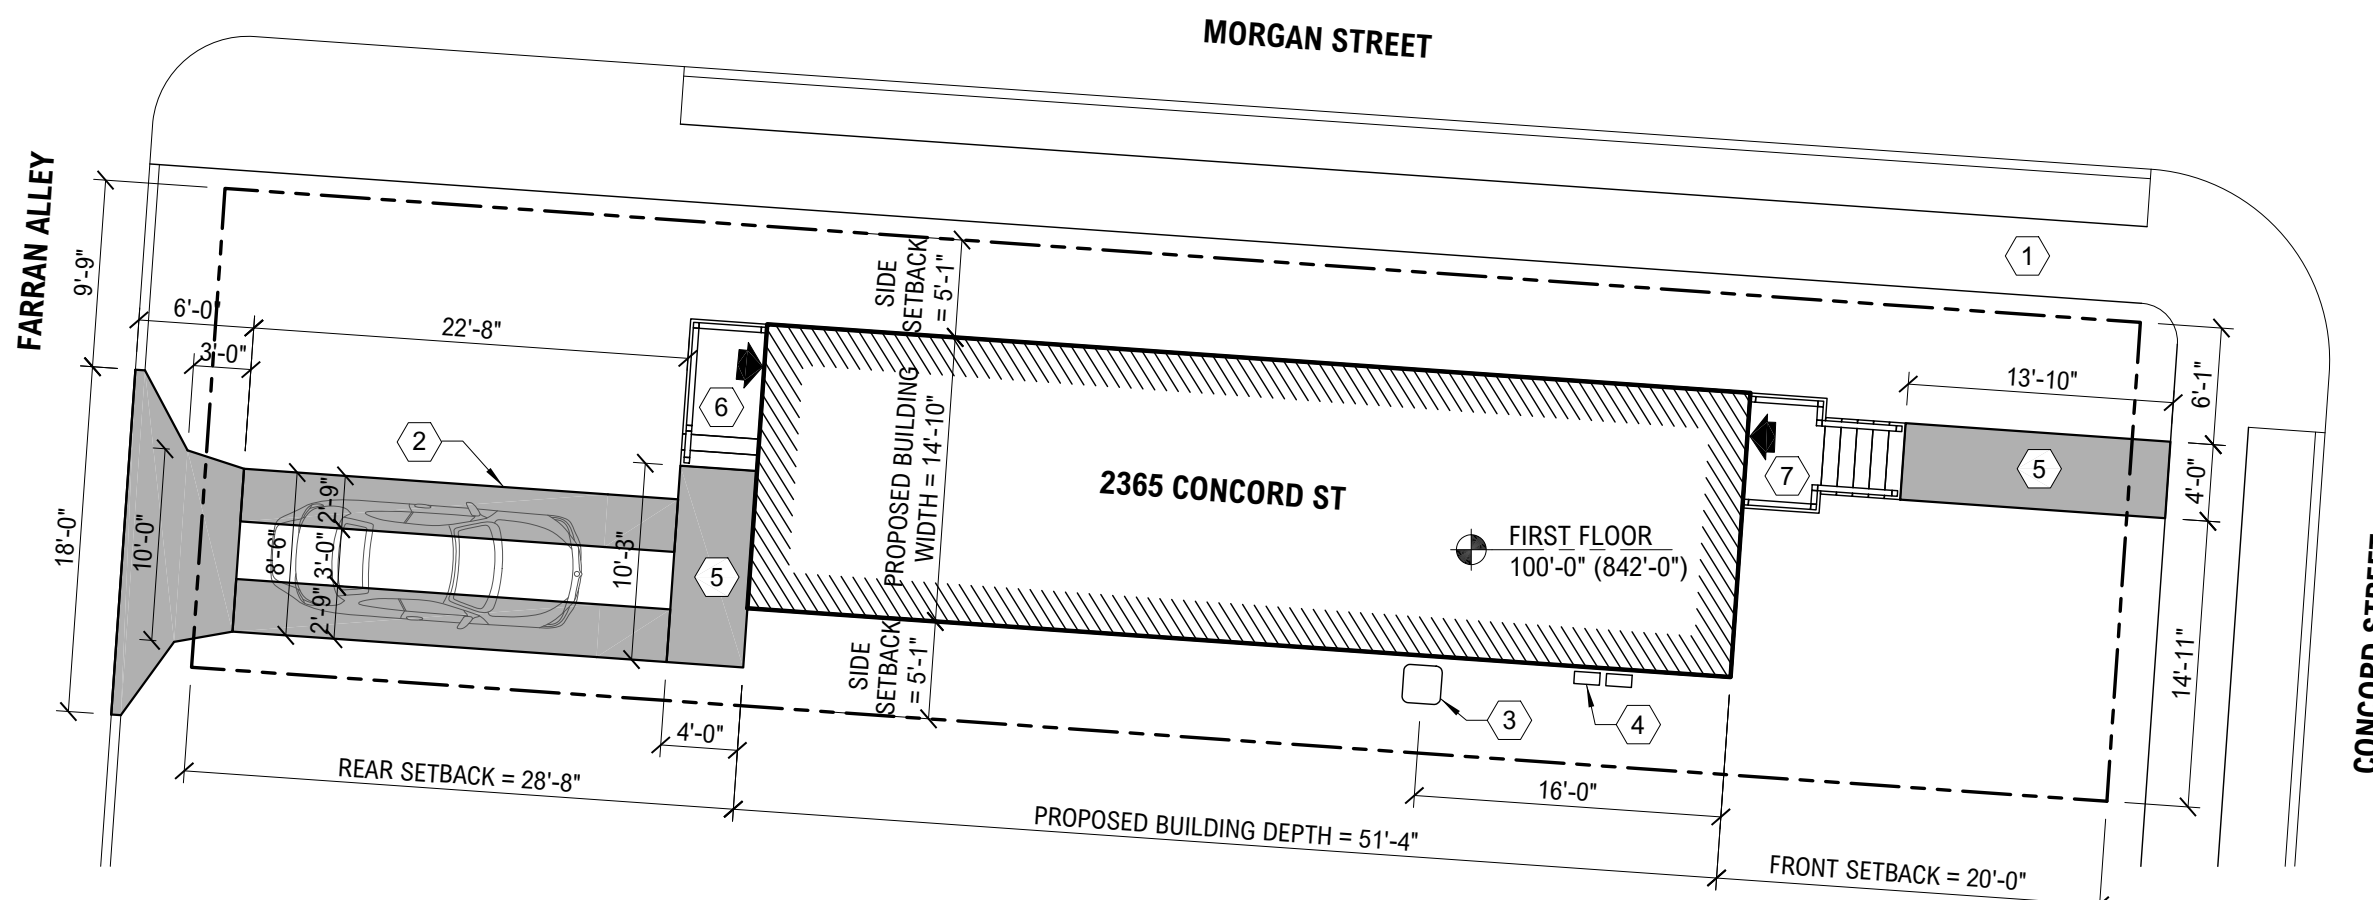 MORGAN STREET
FARRAN ALLEY
9'-9"
6'-0"
3'-0"
22'-8"
18'-0"
10'-0"
8'-6"
2'-9"
3'-0"
2'-9"
10'-3"
2
6
5
SIDE
SETBACK
= 5'-1"
PROPOSED BUILDING
WIDTH = 14'-10"
SIDE
SETBACK
= 5'-1"
2365 CONCORD ST
FIRST FLOOR
100'-0" (842'-0")
1
7
5
13'-10"
6'-1"
4'-0"
14'-11"
3
4
4'-0"
16'-0"
REAR SETBACK = 28'-8"
PROPOSED BUILDING DEPTH = 51'-4"
FRONT SETBACK = 20'-0"
CONCORD STREET